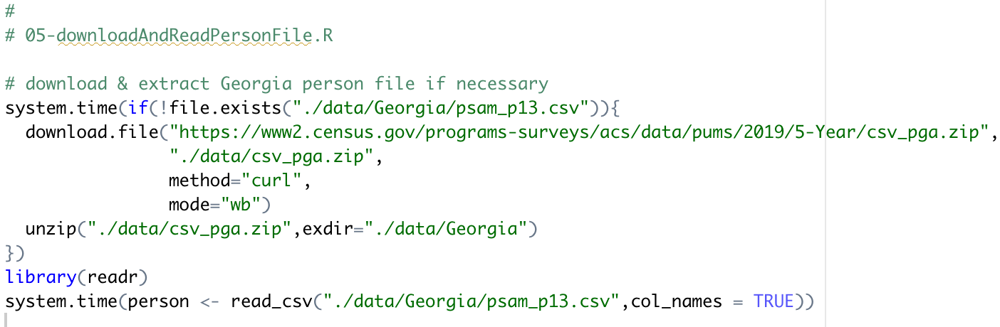 #
# 05-downloadAndReadPersonFile.R
# download & extract Georgia person file if necessary
system.time(if(!file.exists("./data/Georgia/psam_p13.csv")){
  download.file("https://www2.census.gov/programs-surveys/acs/data/pums/2019/5-Year/csv_pga.zip",
                "./data/csv_pga.zip",
                method="curl",
                mode="wb")
  unzip("./data/csv_pga.zip",exdir="./data/Georgia")
})
library(readr)
system.time(person <- read_csv("./data/Georgia/psam_p13.csv",col_names = TRUE))